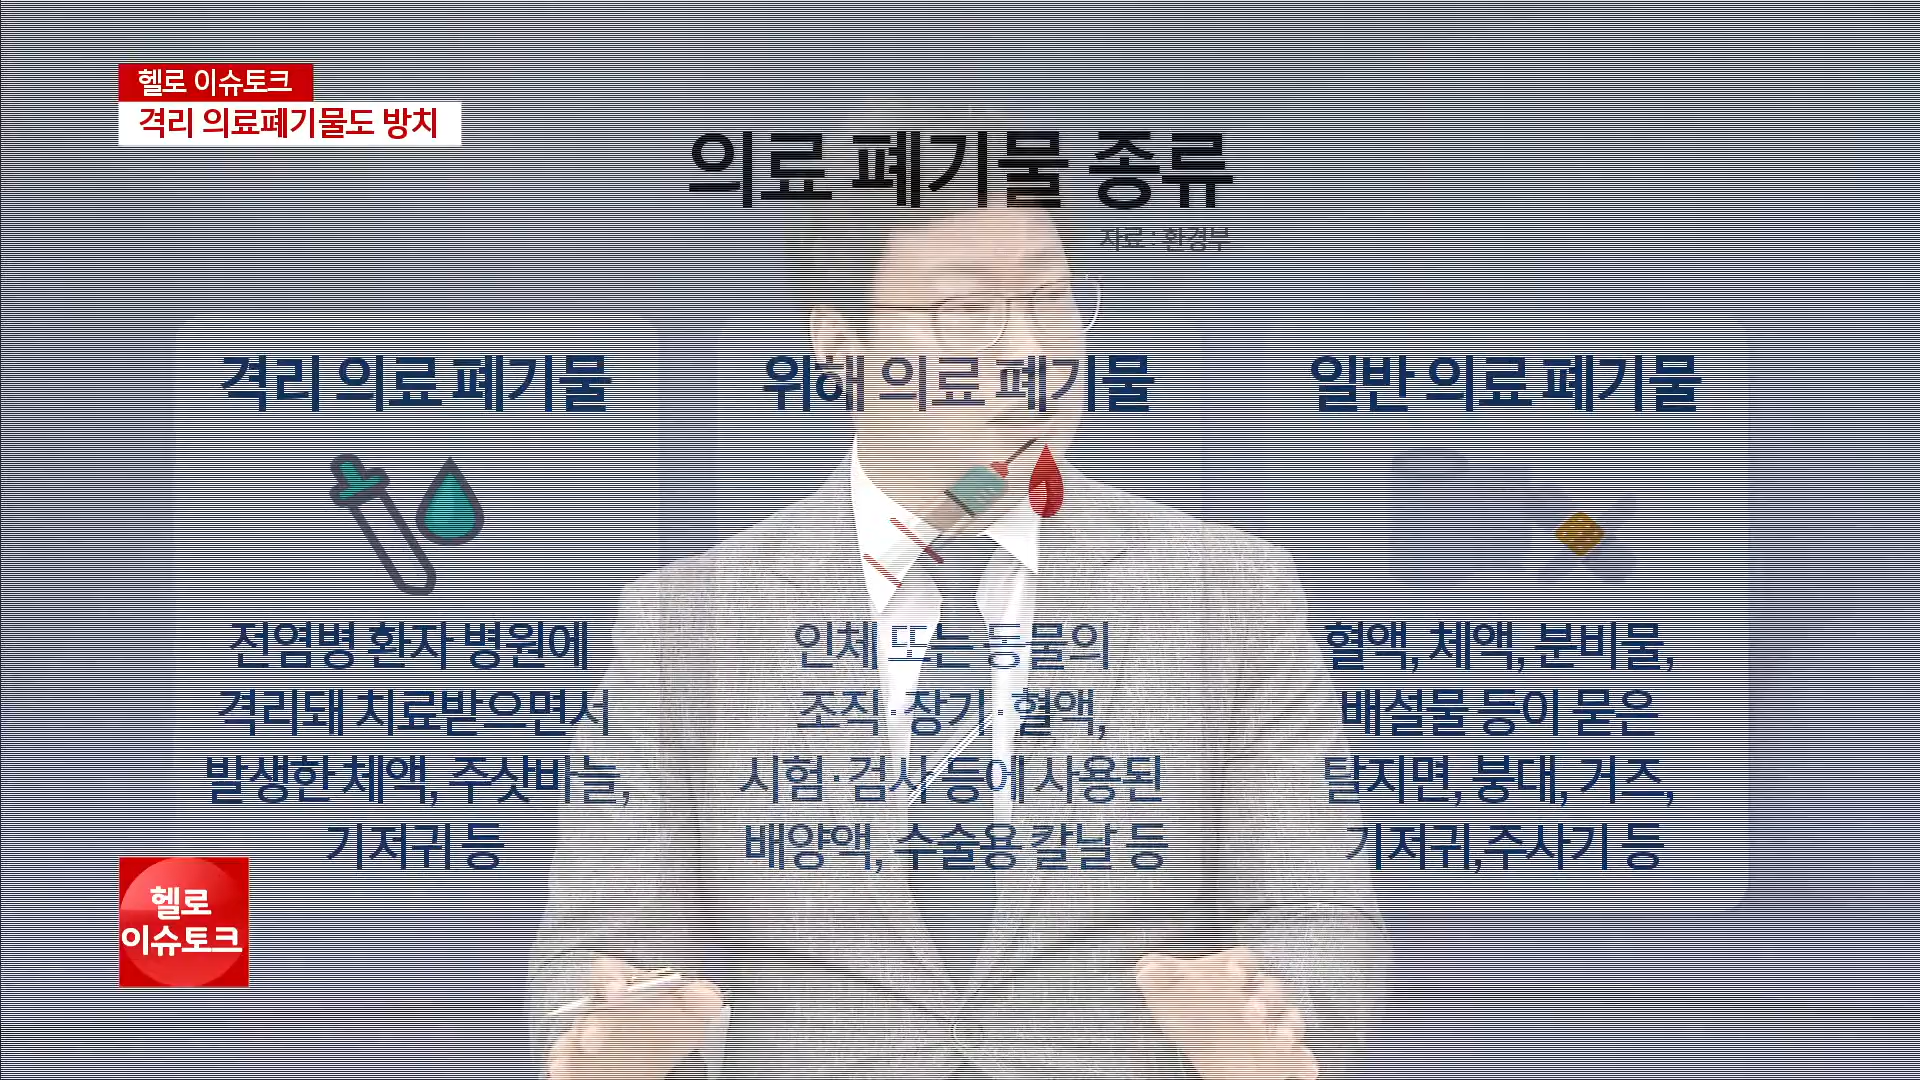 헬로 이슈토크
격리 의료폐기물도 방치
의료 폐기물 종류
자료 : 환경부
격리 의료 폐기물
전염병 환자 병원에
격리돼 치료받으면서
발생한 체액, 주삿바늘,
기저귀 등
위해 의료 폐기물
인체 또는 동물의
조직·장기·혈액,
시험·검사 등에 사용된
배양액, 수술용 칼날 등
일반 의료 폐기물
혈액, 체액, 분비물,
배설물 등이 묻은
탈지면, 붕대, 거즈,
기저귀,주사기 등
헬로
이슈토크